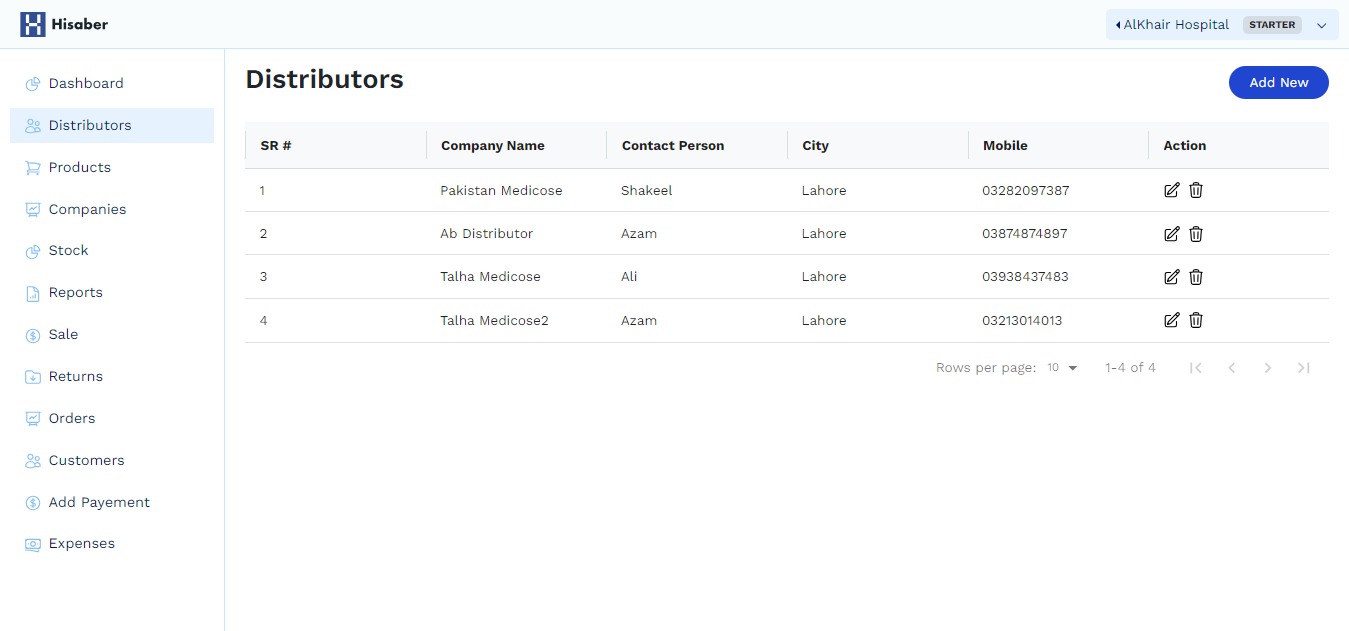 Hisaber
AlKhair Hospital STARTER
Dashboard
Distributors
Products
Companies
Stock
Reports
Sale
Returns
Orders
Customers
Add Payement
Expenses
Distributors
Add New
SR # Company Name Contact Person City Mobile Action
1 Pakistan Medicose Shakeel Lahore 03282097387
2 Ab Distributor Azam Lahore 03874874897
3 Talha Medicose Ali Lahore 03938437483
4 Talha Medicose2 Azam Lahore 03213014013
Rows per page: 10 1-4 of 4